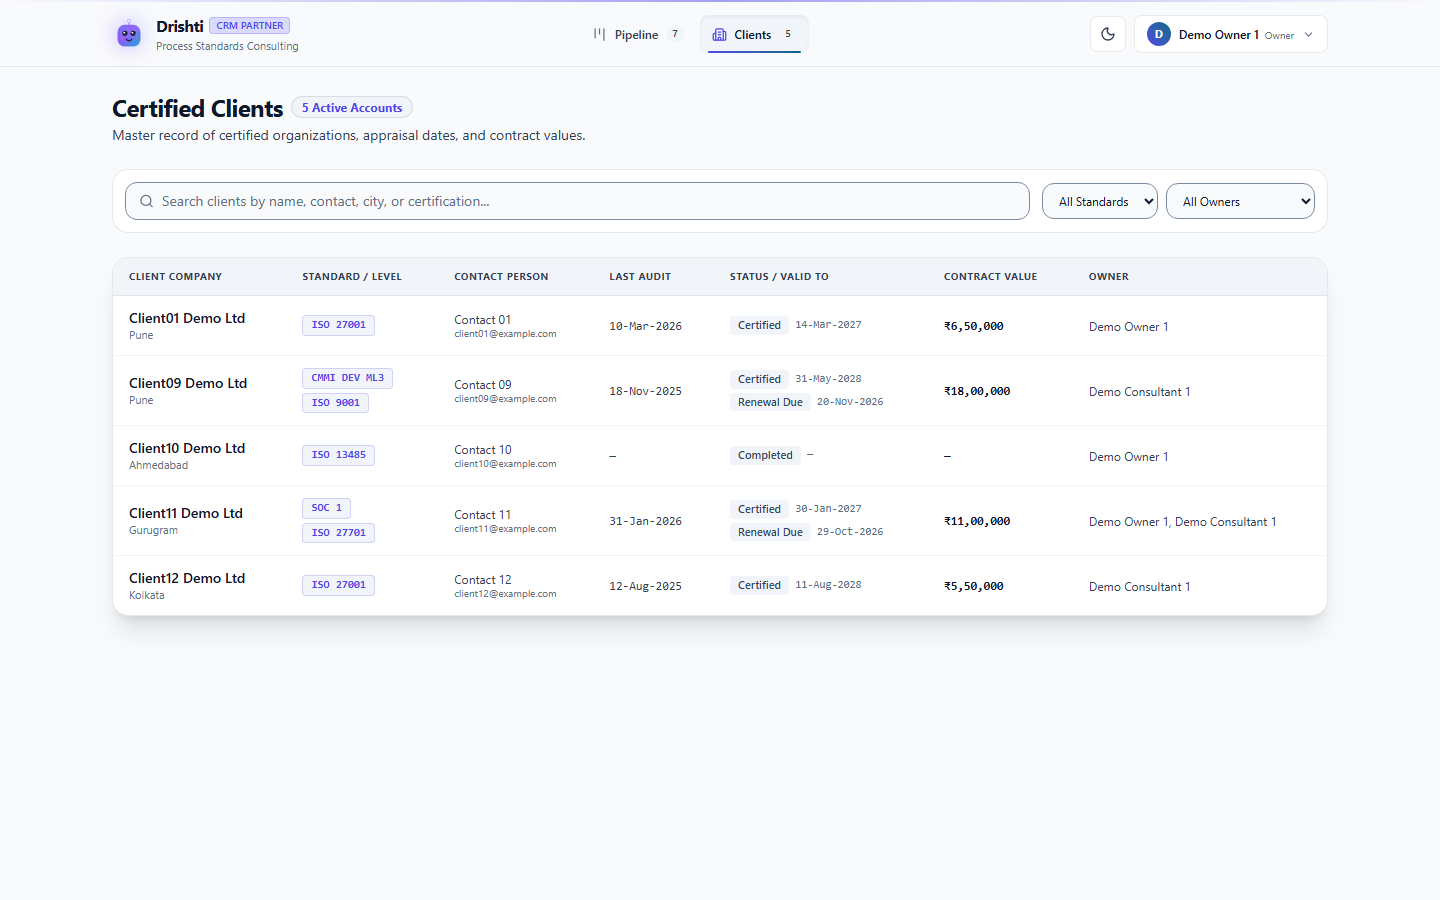 Drishti CRM PARTNER
Process Standards Consulting
Pipeline 7
Clients 5
D Demo Owner 1 Owner
Certified Clients 5 Active Accounts
Master record of certified organizations, appraisal dates, and contract values.
Search clients by name, contact, city, or certification...
All Standards
All Owners
CLIENT COMPANY STANDARD / LEVEL CONTACT PERSON LAST AUDIT STATUS / VALID TO CONTRACT VALUE OWNER
Client01 Demo Ltd
Pune
ISO 27001
Contact 01
client01@example.com
10-Mar-2026
Certified 14-Mar-2027
₹6,50,000
Demo Owner 1
Client09 Demo Ltd
Pune
CMMI DEV ML3
ISO 9001
Contact 09
client09@example.com
18-Nov-2025
Certified 31-May-2028
Renewal Due 20-Nov-2026
₹18,00,000
Demo Consultant 1
Client10 Demo Ltd
Ahmedabad
ISO 13485
Contact 10
client10@example.com
—
Completed —
—
Demo Owner 1
Client11 Demo Ltd
Gurugram
SOC 1
ISO 27701
Contact 11
client11@example.com
31-Jan-2026
Certified 30-Jan-2027
Renewal Due 29-Oct-2026
₹11,00,000
Demo Owner 1, Demo Consultant 1
Client12 Demo Ltd
Kolkata
ISO 27001
Contact 12
client12@example.com
12-Aug-2025
Certified 11-Aug-2028
₹5,50,000
Demo Consultant 1